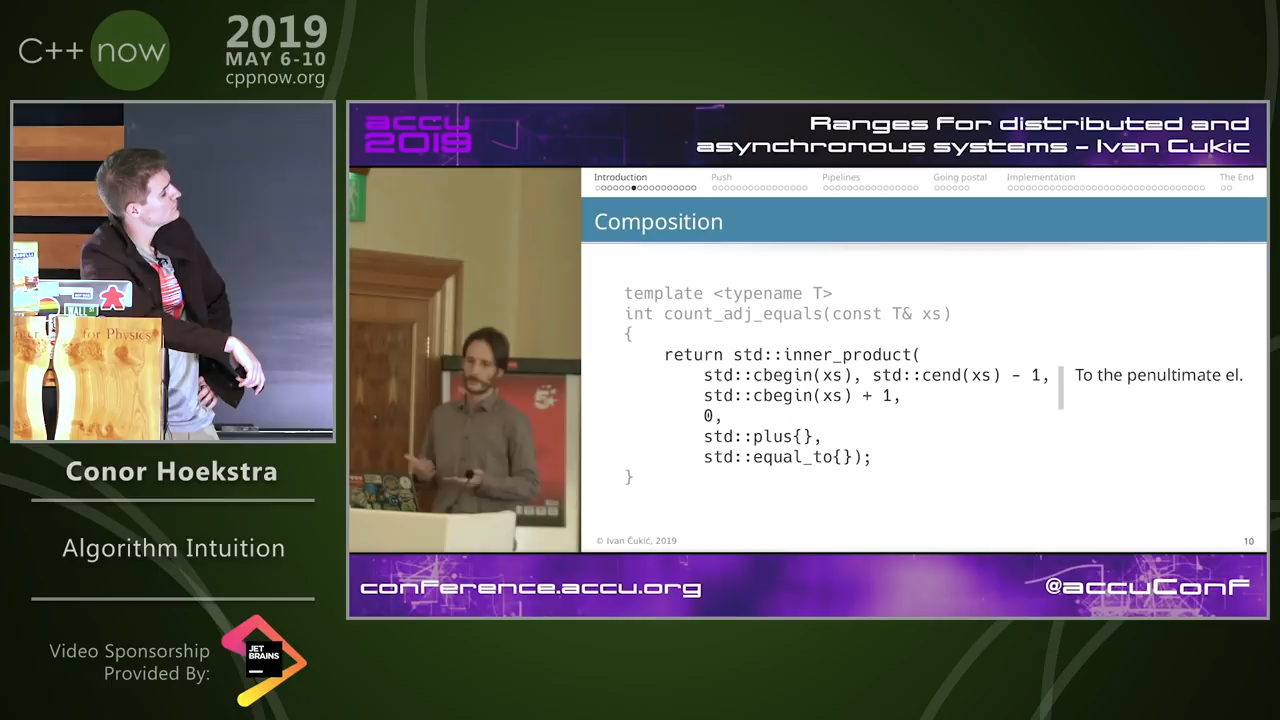 C++ now
2019
MAY 6-10
cppnow.org
for Physics
Conor Hoekstra
Algorithm Intuition
Video Sponsorship
Provided By:
JET
BRAINS
accu
2019
Ranges for distributed and
asynchronous systems - Ivan Cukic
Introduction Push Pipelines Going postal Implementation The End
Composition
template <typename T>
int count_adj_equals(const T& xs)
{
return std::inner_product(
std::cbegin(xs), std::cend(xs) - 1, To the penultimate el.
std::cbegin(xs) + 1,
0,
std::plus{},
std::equal_to{});
}
© Ivan Čukić, 2019 10
conference.accu.org @accuConf